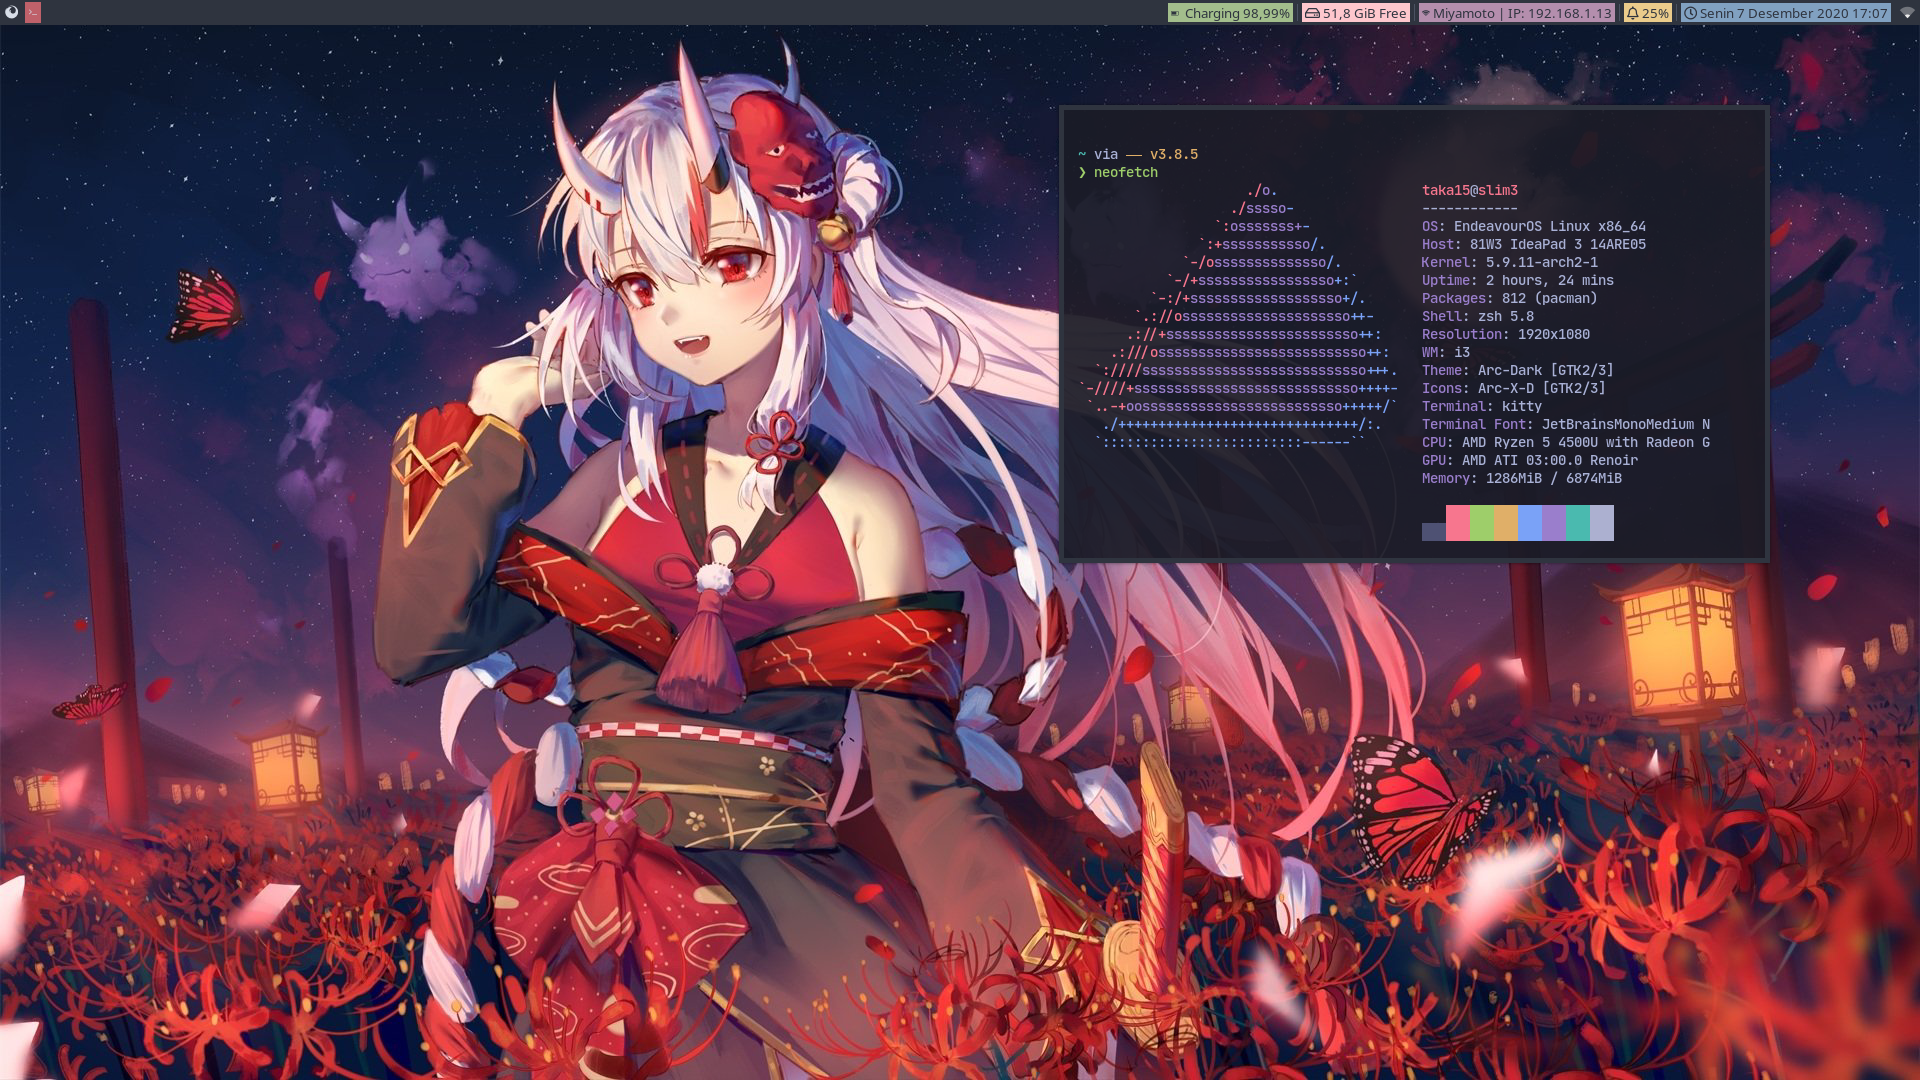 Charging 98,99%
51,8 GiB Free
Miyamoto | IP: 192.168.1.13
25%
Senin 7 Desember 2020 17:07
~ via — v3.8.5
❯ neofetch
./o.
./sssso-
`:osssssss+-
`:+sssssssssso/.
`-/ossssssssssssso/.
`-/+sssssssssssssssso+:`
`-:/+sssssssssssssssssso+/.
`.://osssssssssssssssssssso++-
.://+ssssssssssssssssssssssso++:
.:///ossssssssssssssssssssssssso++:
`:////ssssssssssssssssssssssssssso+++.
`-////+ssssssssssssssssssssssssssso++++-
`..-+oosssssssssssssssssssssssso+++++/`
./++++++++++++++++++++++++++++++/:.
`:::::::::::::::::::::::::------``
taka15@slim3
------------
OS: EndeavourOS Linux x86_64
Host: 81W3 IdeaPad 3 14ARE05
Kernel: 5.9.11-arch2-1
Uptime: 2 hours, 24 mins
Packages: 812 (pacman)
Shell: zsh 5.8
Resolution: 1920x1080
WM: i3
Theme: Arc-Dark [GTK2/3]
Icons: Arc-X-D [GTK2/3]
Terminal: kitty
Terminal Font: JetBrainsMonoMedium N
CPU: AMD Ryzen 5 4500U with Radeon G
GPU: AMD ATI 03:00.0 Renoir
Memory: 1286MiB / 6874MiB